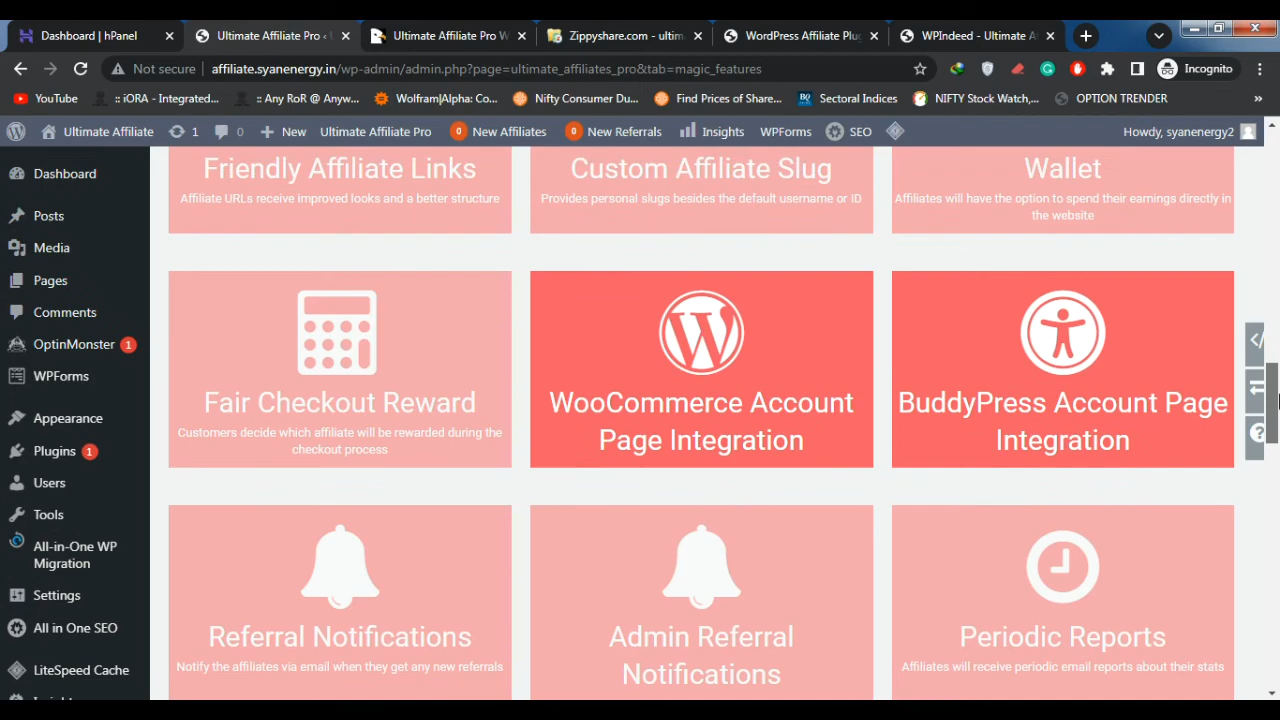 Dashboard | hPanel
Ultimate Affiliate Pro ‹
Ultimate Affiliate Pro W
Zippyshare.com - ultim
WordPress Affiliate Plu
WPIndeed - Ultimate A
Not secure
affiliate.syanenergy.in/wp-admin/admin.php?page=ultimate_affiliates_pro&tab=magic_features
Incognito
YouTube
:: iORA - Integrated...
:: Any RoR @ Anyw...
Wolfram|Alpha: Co...
Nifty Consumer Du...
Find Prices of Share...
BQ
Sectoral Indices
NIFTY Stock Watch,...
OPTION TRENDER
»
Ultimate Affiliate
1
0
New
Ultimate Affiliate Pro
0 New Affiliates
0 New Referrals
Insights
WPForms
SEO
Howdy, syanenergy2
Dashboard
Posts
Media
Pages
Comments
OptinMonster 1
WPForms
Appearance
Plugins 1
Users
Tools
All-in-One WP
Migration
Settings
All in One SEO
LiteSpeed Cache
Friendly Affiliate Links
Affiliate URLs receive improved looks and a better structure
Custom Affiliate Slug
Provides personal slugs besides the default username or ID
Wallet
Affiliates will have the option to spend their earnings directly in
the website
Fair Checkout Reward
Customers decide which affiliate will be rewarded during the
checkout process
WooCommerce Account
Page Integration
BuddyPress Account Page
Integration
Referral Notifications
Notify the affiliates via email when they get any new referrals
Admin Referral
Notifications
Periodic Reports
Affiliates will receive periodic email reports about their stats